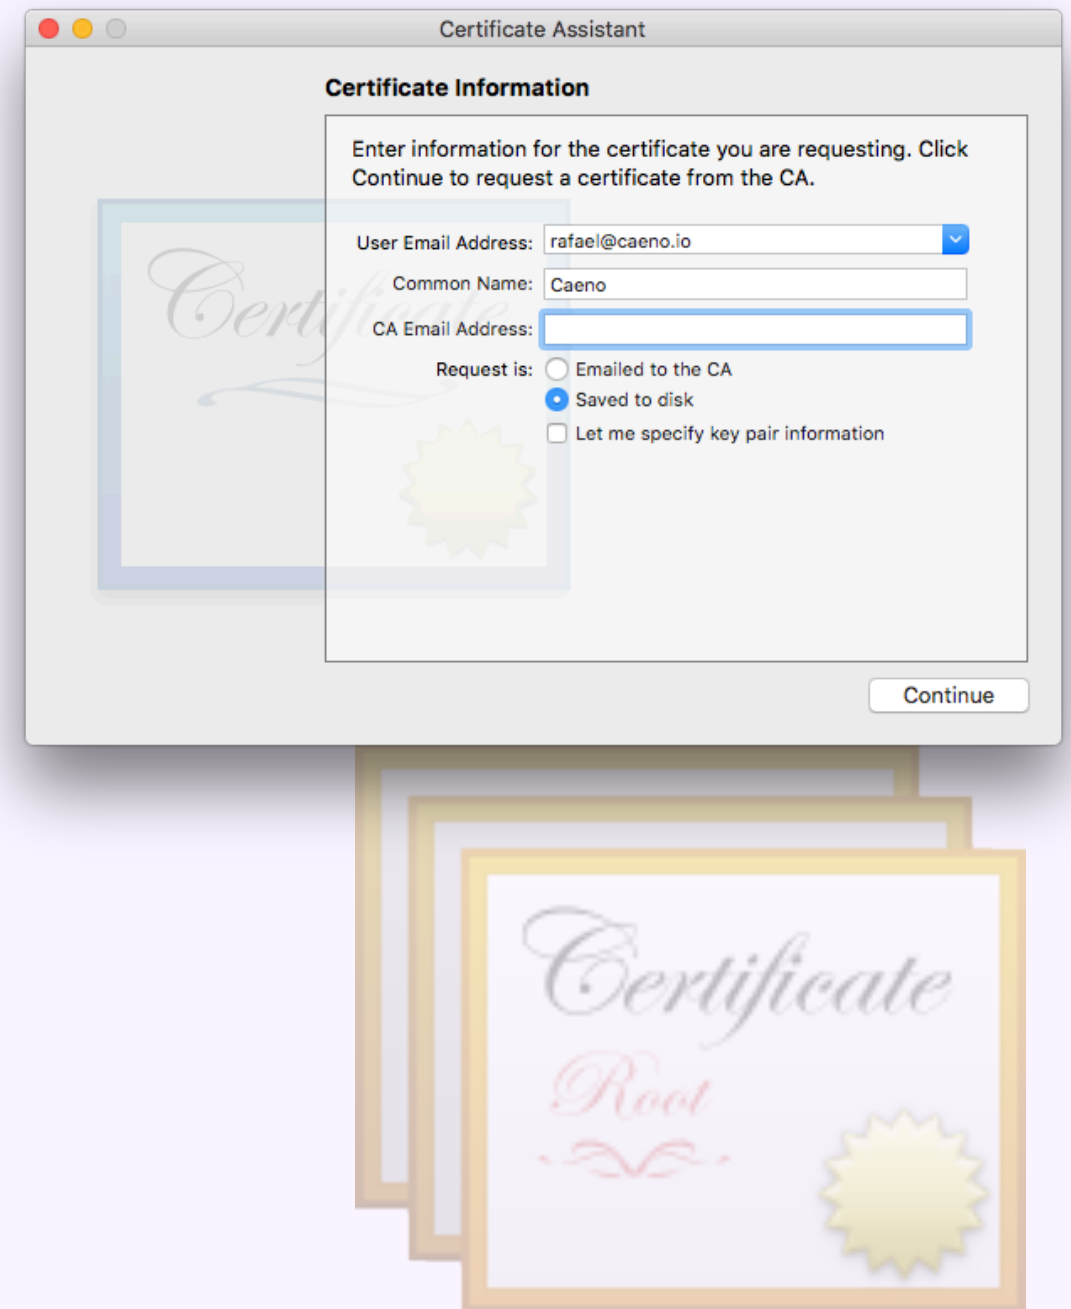 Certificate Assistant
Certificate Information
Enter information for the certificate you are requesting. Click
Continue to request a certificate from the CA.
Certificate
User Email Address: rafael@caeno.io
Common Name: Caeno
CA Email Address:
Request is: Emailed to the CA
Saved to disk
Let me specify key pair information
Continue
Certificate
Root